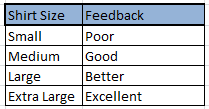 Shirt Size Feedback
Small Poor
Medium Good
Large Better
Extra Large Excellent